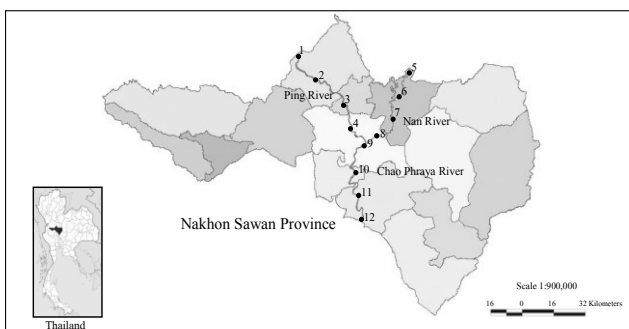 1
2
5
Ping River
6
3
7
Nan River
4
8
9
10
Chao Phraya River
11
Nakhon Sawan Province
12
Scale 1:900,000
16 0 16 32 Kilometers
Thailand